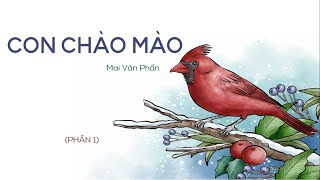 CON CHÀO MÀO
Mai Văn Phấn
(PHẦN 1)